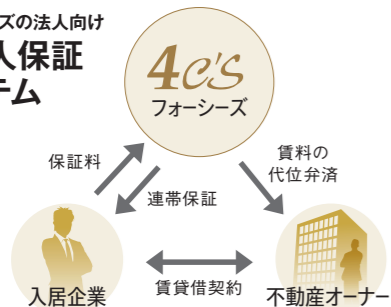 ズの法人向け
人保証
テム
4C'S
フォーシーズ
保証料
賃料の
代位弁済
連帯保証
賃貸借契約
入居企業
不動産オーナー